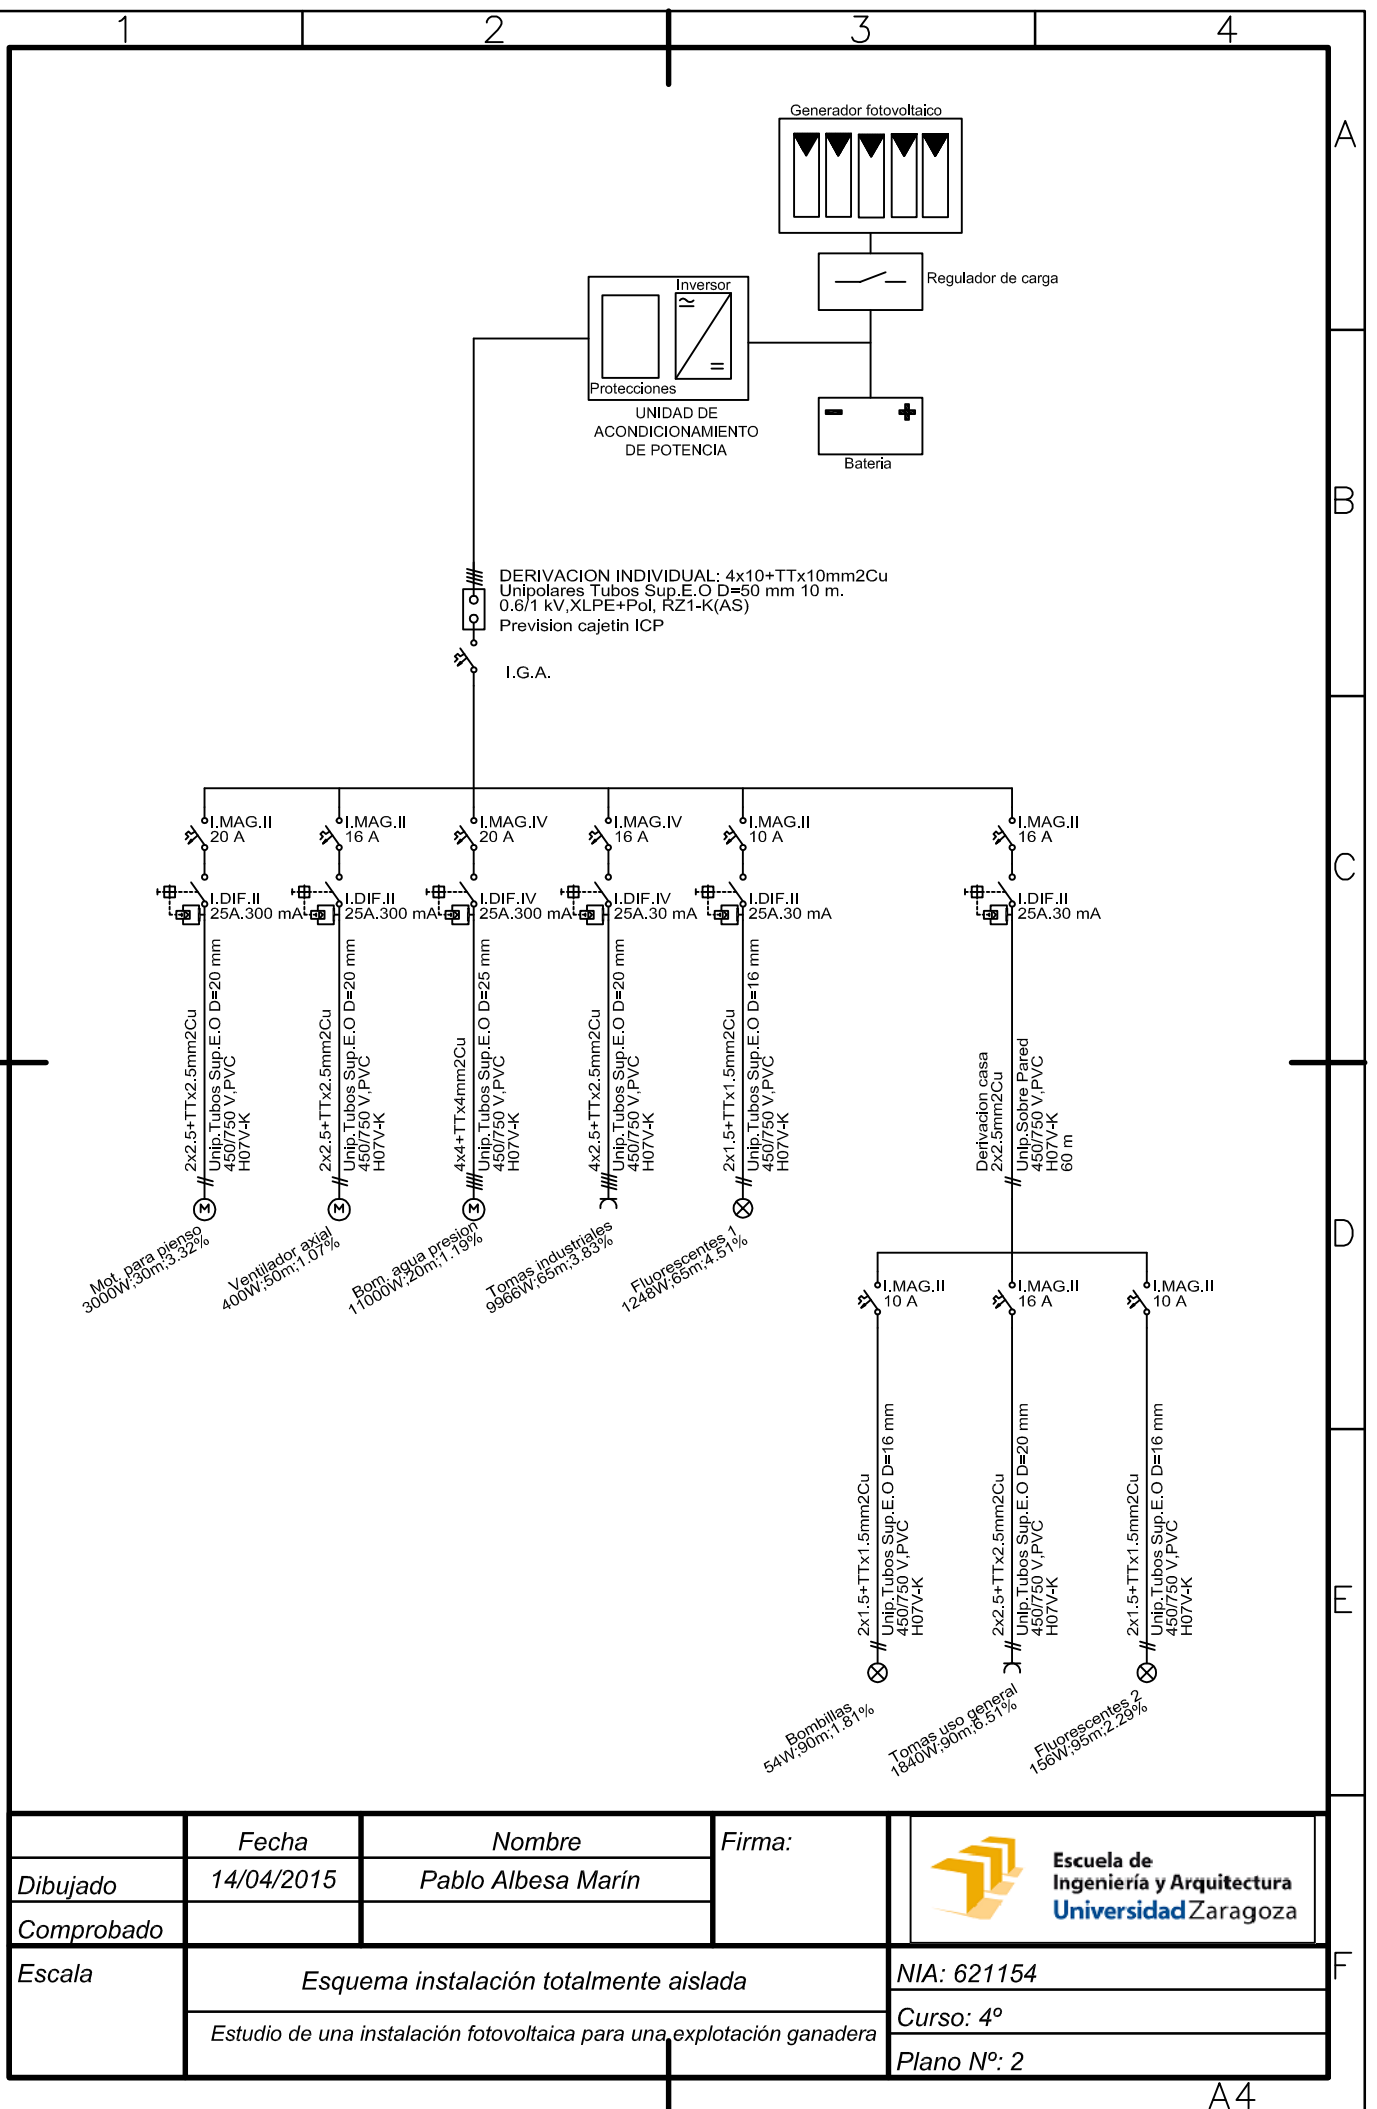 1
2
3
4
A
B
C
D
E
F
Generador fotovoltaico
Regulador de carga
Inversor
Protecciones
UNIDAD DE
ACONDICIONAMIENTO
DE POTENCIA
Bateria
DERIVACION INDIVIDUAL: 4x10+TTx10mm2Cu
Unipolares Tubos Sup.E.O D=50 mm 10 m.
0.6/1 kV,XLPE+Pol, RZ1-K(AS)
Prevision cajetin ICP
I.G.A.
I.MAG.II
20 A
I.DIF.II
25A.300 mA
2x2.5+TTx2.5mm2Cu
Unip.Tubos Sup.E.O D=20 mm
450/750 V,PVC
H07V-K
M
Mot. para pienso
3000W;30m;3.32%
I.MAG.II
16 A
I.DIF.II
25A.300 mA
2x2.5+TTx2.5mm2Cu
Unip.Tubos Sup.E.O D=20 mm
450/750 V,PVC
H07V-K
M
Ventilador axial
400W;50m;1.07%
I.MAG.IV
20 A
I.DIF.IV
25A.300 mA
4x4+TTx4mm2Cu
Unip.Tubos Sup.E.O D=25 mm
450/750 V,PVC
H07V-K
M
Bom. agua presion
11000W;20m;1.19%
I.MAG.IV
16 A
I.DIF.IV
25A.30 mA
4x2.5+TTx2.5mm2Cu
Unip.Tubos Sup.E.O D=20 mm
450/750 V,PVC
H07V-K
Tomas industriales
9966W;65m;3.83%
I.MAG.II
10 A
I.DIF.II
25A.30 mA
2x1.5+TTx1.5mm2Cu
Unip.Tubos Sup.E.O D=16 mm
450/750 V,PVC
H07V-K
Fluorescentes 1
1248W;65m;4.51%
I.MAG.II
16 A
I.DIF.II
25A.30 mA
Derivacion casa
2x2.5mm2Cu
Unip.Sobre Pared
450/750 V,PVC
H07V-K
60 m
I.MAG.II
10 A
2x1.5+TTx1.5mm2Cu
Unip.Tubos Sup.E.O D=16 mm
450/750 V,PVC
H07V-K
Bombillas
54W;90m;1.81%
I.MAG.II
16 A
2x2.5+TTx2.5mm2Cu
Unip.Tubos Sup.E.O D=20 mm
450/750 V,PVC
H07V-K
Tomas uso general
1840W;90m;6.51%
I.MAG.II
10 A
2x1.5+TTx1.5mm2Cu
Unip.Tubos Sup.E.O D=16 mm
450/750 V,PVC
H07V-K
Fluorescentes 2
156W;95m;2.29%
Fecha
Nombre
Firma:
Dibujado
14/04/2015
Pablo Albesa Marín
Comprobado
Escuela de
Ingeniería y Arquitectura
Universidad Zaragoza
Escala
Esquema instalación totalmente aislada
Estudio de una instalación fotovoltaica para una explotación ganadera
NIA: 621154
Curso: 4º
Plano Nº: 2
A4